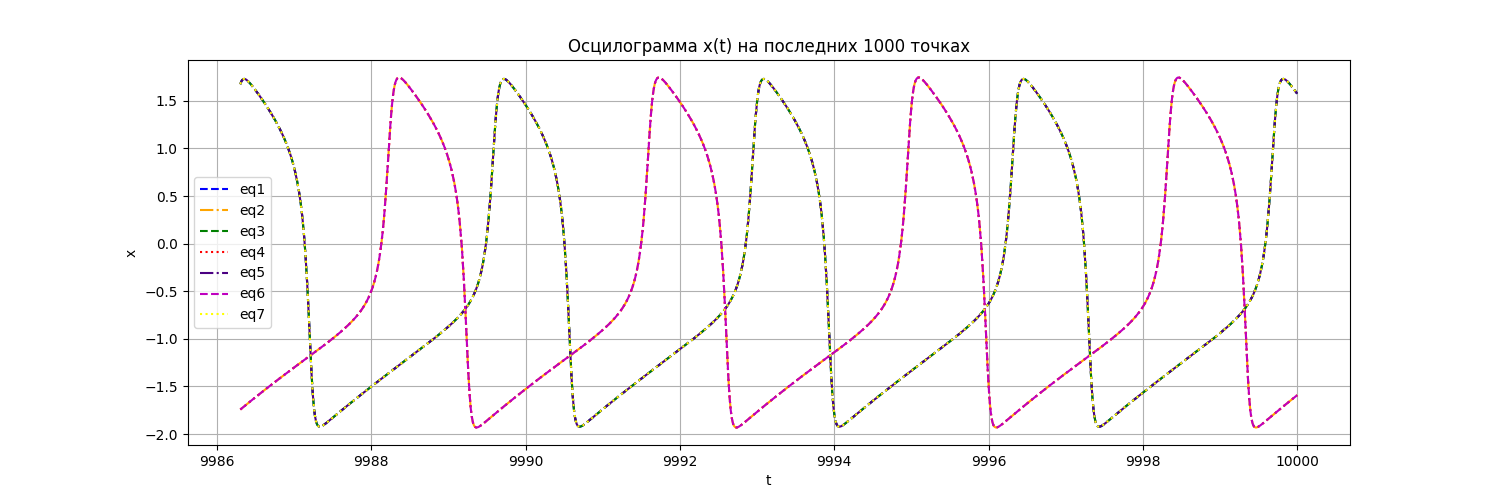 Осцилограмма x(t) на последних 1000 точках
x
1.5
1.0
0.5
0.0
−0.5
−1.0
−1.5
−2.0
eq1
eq2
eq3
eq4
eq5
eq6
eq7
9986
9988
9990
9992
9994
9996
9998
10000
t